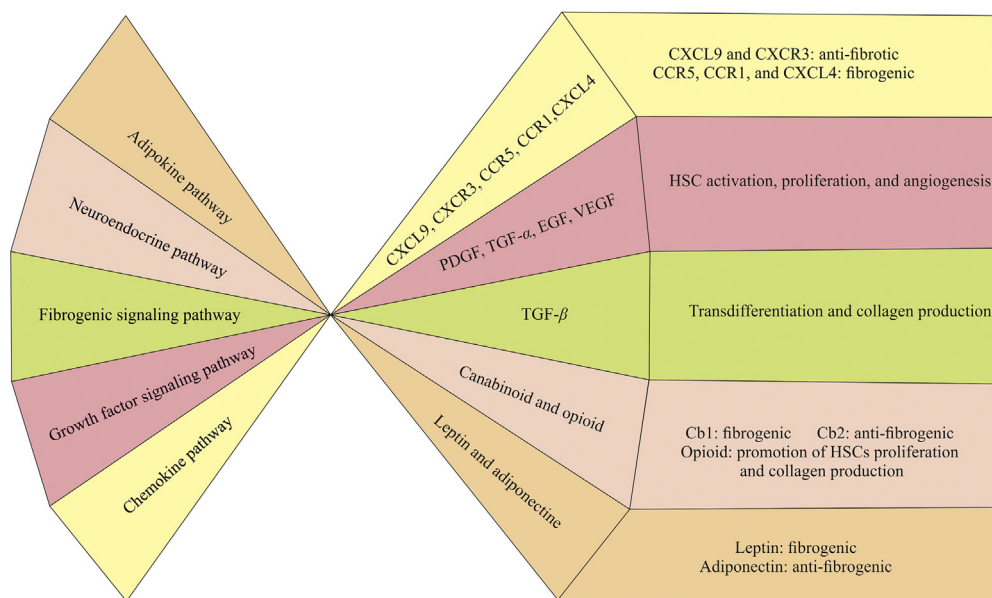 Adipokine pathway
Neuroendocrine pathway
Fibrogenic signaling pathway
Growth factor signaling pathway
Chemokine pathway
CXCL9, CXCR3, CCR5, CCR1,CXCL4
PDGF, TGF-α, EGF, VEGF
TGF-β
Canabinoid and opioid
Leptin and adiponectine
CXCL9 and CXCR3: anti-fibrotic
CCR5, CCR1, and CXCL4: fibrogenic
HSC activation, proliferation, and angiogenesis
Transdifferentiation and collagen production
Cb1: fibrogenic Cb2: anti-fibrogenic
Opioid: promotion of HSCs proliferation
and collagen production
Leptin: fibrogenic
Adiponectin: anti-fibrogenic